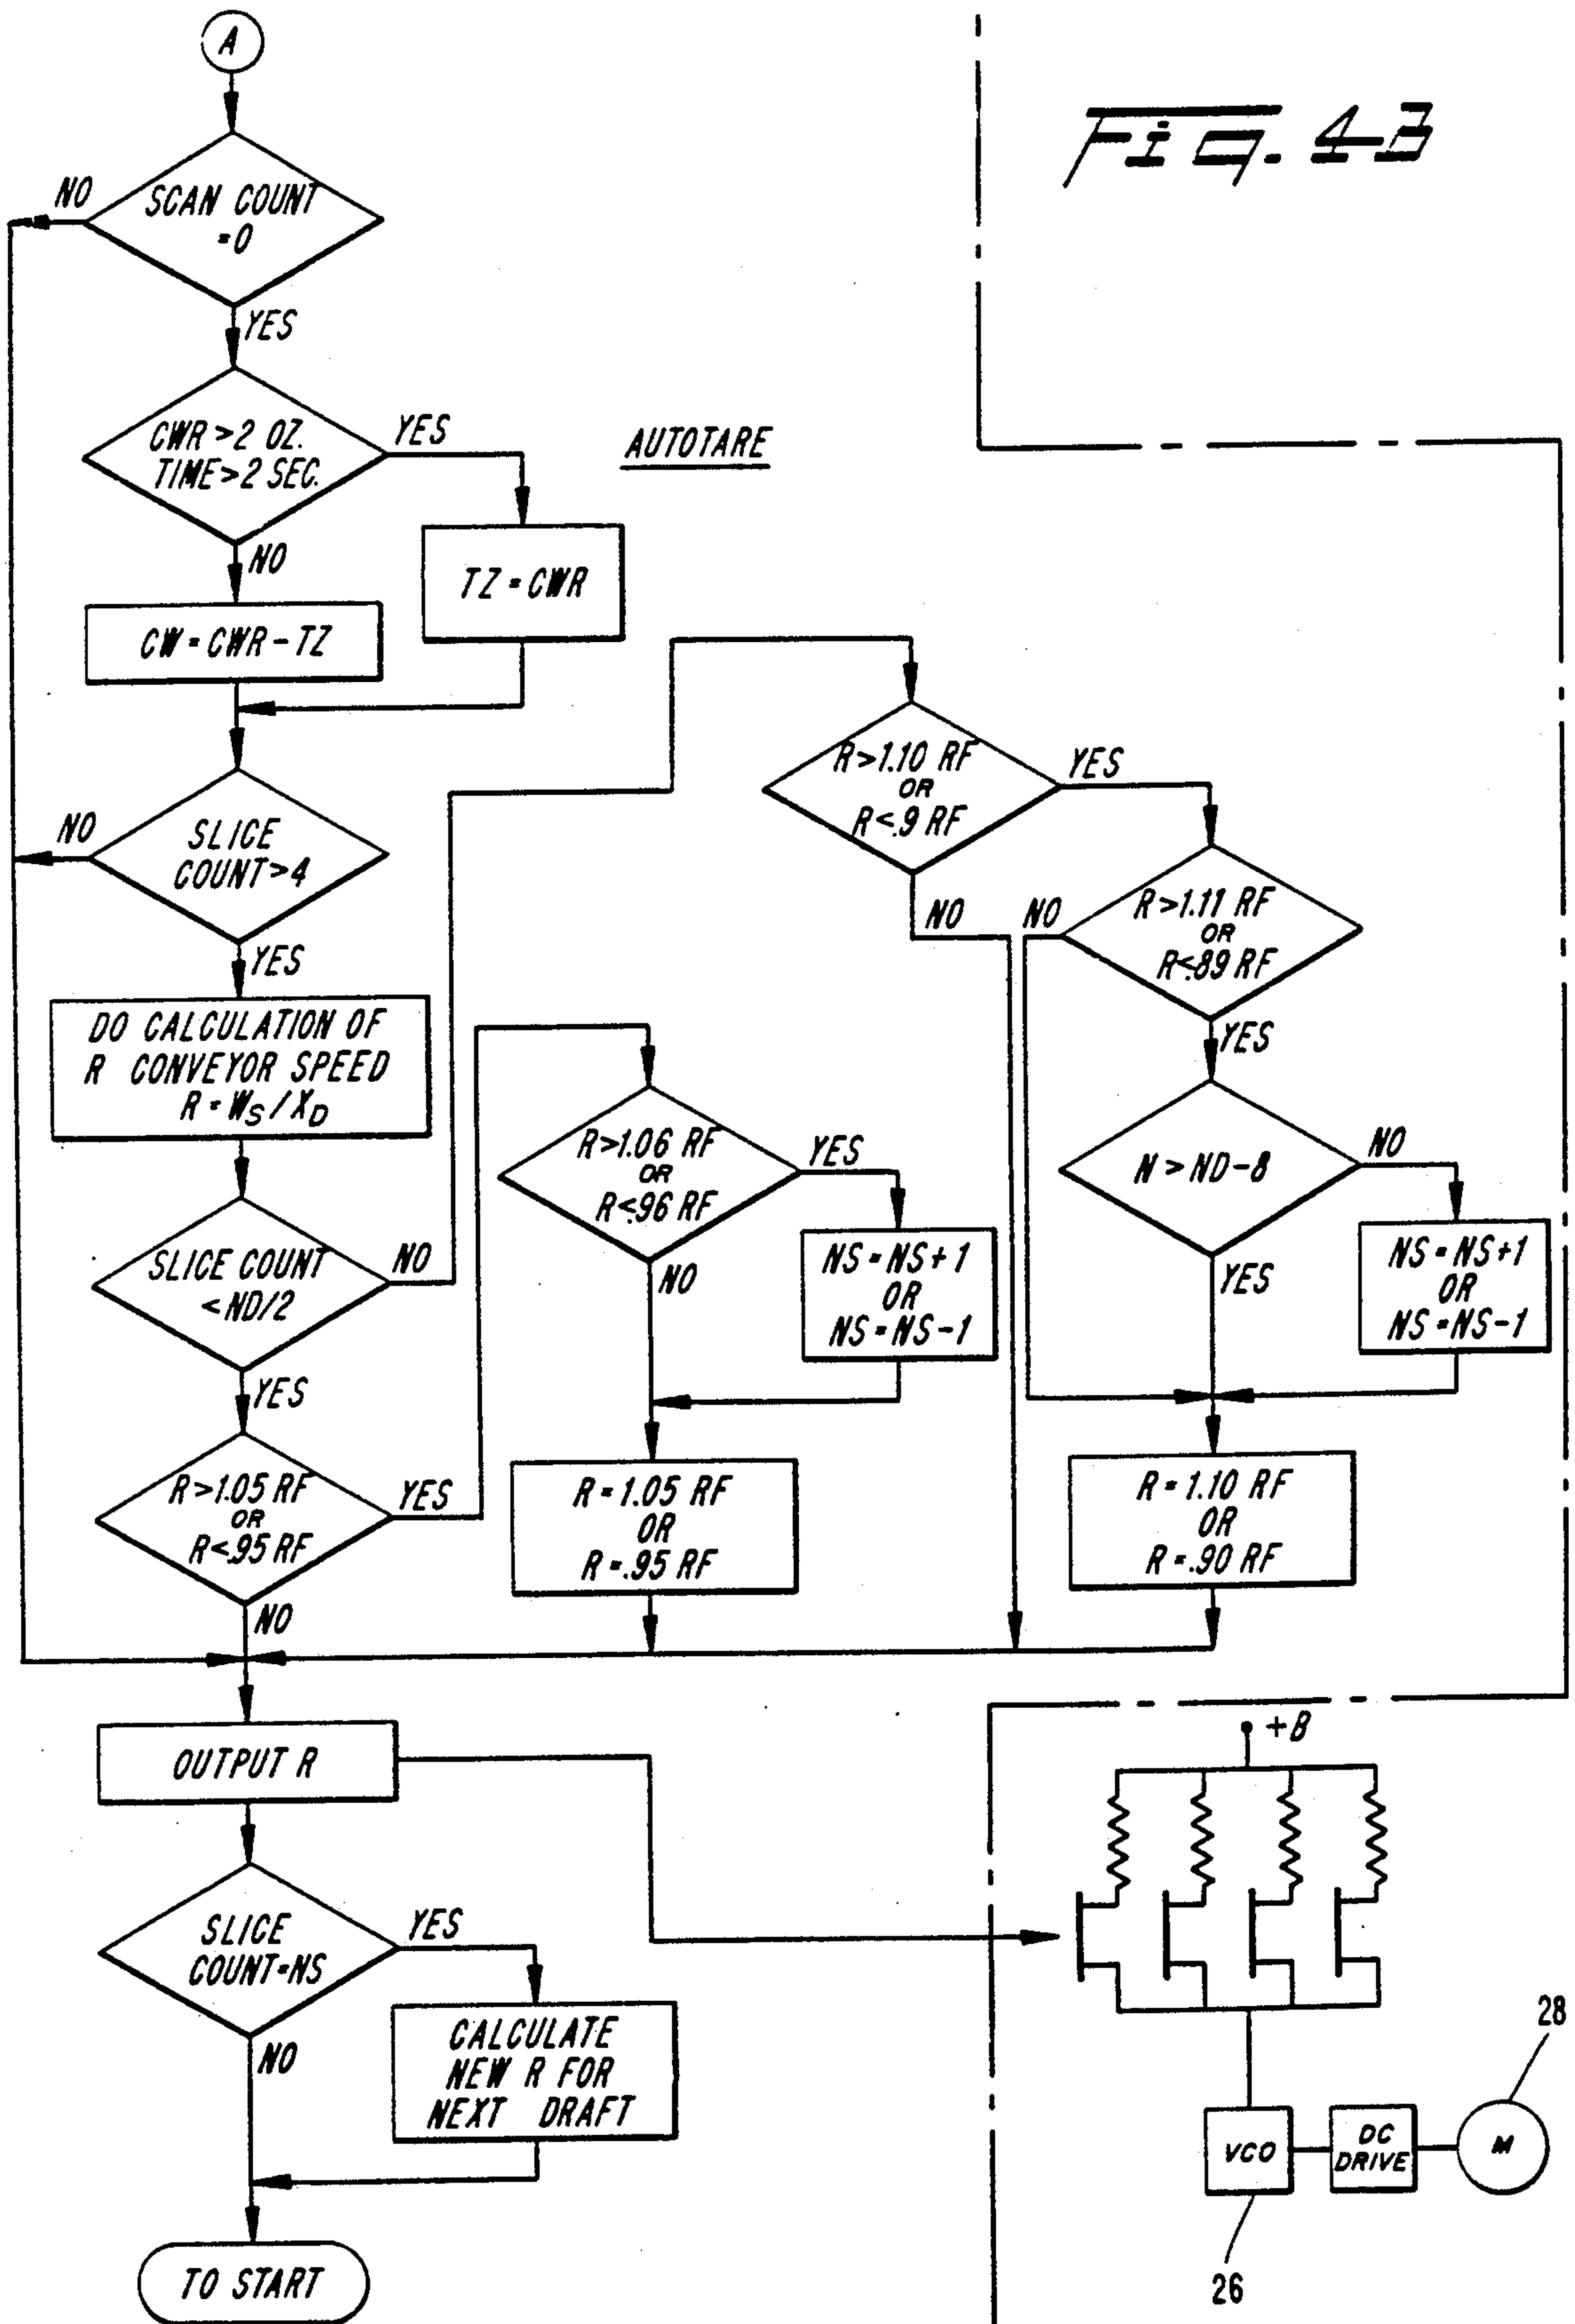 A
Fig. 4B
SCAN COUNT
=0
NO
YES
CWR>2 OZ.
TIME>2 SEC.
YES
NO
AUTOTARE
TZ=CWR
CW=CWR-TZ
SLICE
COUNT>4
NO
YES
DO CALCULATION OF
R CONVEYOR SPEED
R=WS/XD
SLICE COUNT
<ND/2
NO
YES
R>1.05 RF
OR
R<.95 RF
YES
NO
R>1.06 RF
OR
R<.96 RF
YES
NO
NS=NS+1
OR
NS=NS-1
R=1.05 RF
OR
R=.95 RF
R>1.10 RF
OR
R<.9 RF
YES
NO
R>1.11 RF
OR
R<.89 RF
NO
YES
N>ND-8
NO
YES
NS=NS+1
OR
NS=NS-1
R=1.10 RF
OR
R=.90 RF
OUTPUT R
SLICE
COUNT=NS
YES
NO
CALCULATE
NEW R FOR
NEXT DRAFT
TO START
+B
VCO
DC
DRIVE
M
28
26